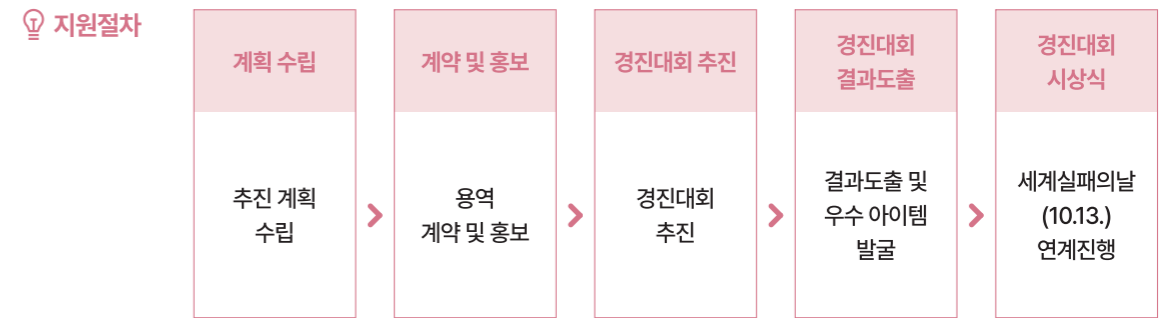 지원절차
계획 수립
추진 계획
수립
계약 및 홍보
용역
계약 및 홍보
경진대회 추진
경진대회
추진
경진대회
결과도출
결과도출 및
우수 아이템
발굴
경진대회
시상식
세계실패의날
(10.13.)
연계진행